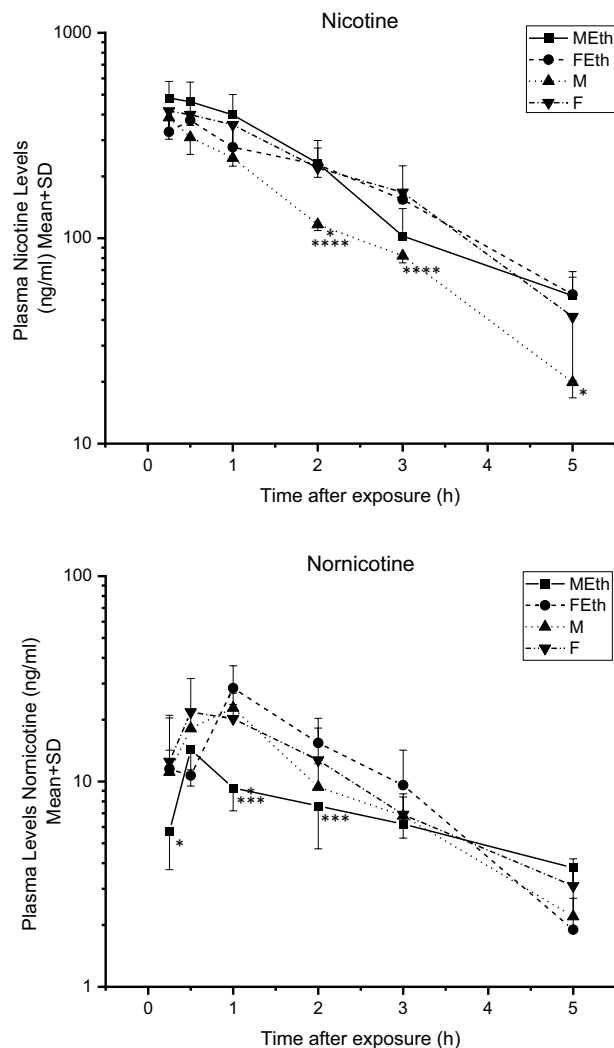 Nicotine
1000
100
10
Plasma Nicotine Levels
(ng/ml) Mean+SD
MEth
FEth
M
F
*
****
****
*
0 1 2 3 4 5
Time after exposure (h)
Nornicotine
100
10
1
Plasma Levels Nornicotine (ng/ml)
Mean+SD
MEth
FEth
M
F
*
*
***
***
0 1 2 3 4 5
Time after exposure (h)